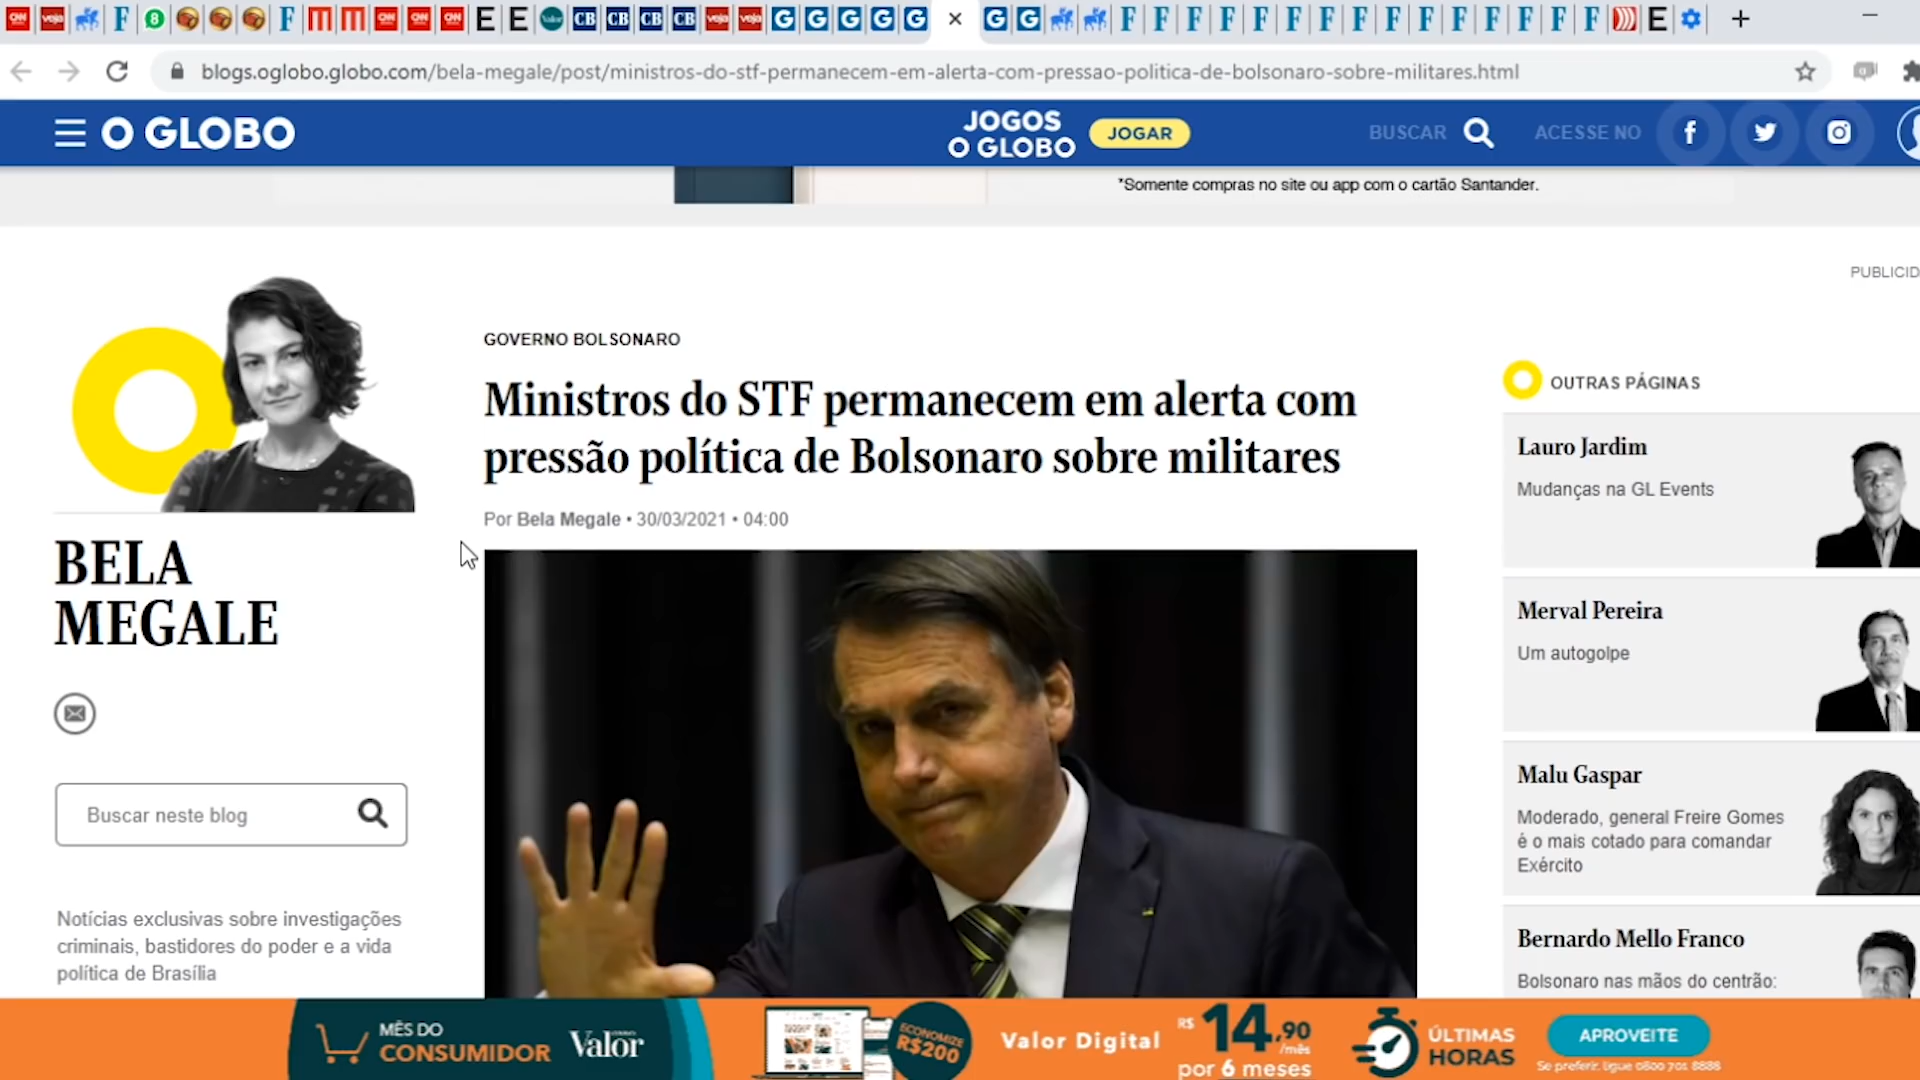 blogs.oglobo.globo.com/bela-megale/post/ministros-do-stf-permanecem-em-alerta-com-pressao-politica-de-bolsonaro-sobre-militares.html
O GLOBO
JOGOS
O GLOBO
JOGAR
BUSCAR
ACESSE NO
*Somente compras no site ou app com o cartão Santander.
PUBLICID
GOVERNO BOLSONARO
Ministros do STF permanecem em alerta com
pressão política de Bolsonaro sobre militares
Por Bela Megale • 30/03/2021 • 04:00
BELA
MEGALE
Buscar neste blog
Notícias exclusivas sobre investigações
criminais, bastidores do poder e a vida
política de Brasília
OUTRAS PÁGINAS
Lauro Jardim
Mudanças na GL Events
Merval Pereira
Um autogolpe
Malu Gaspar
Moderado, general Freire Gomes
é o mais cotado para comandar
Exército
Bernardo Mello Franco
Bolsonaro nas mãos do centrão:
MÊS DO
CONSUMIDOR
Valor
ECONOMIZE
R$200
Valor Digital
R$ 14,90
/mês
por 6 meses
ÚLTIMAS
HORAS
APROVEITE
Se preferir, ligue 0800 701 8888